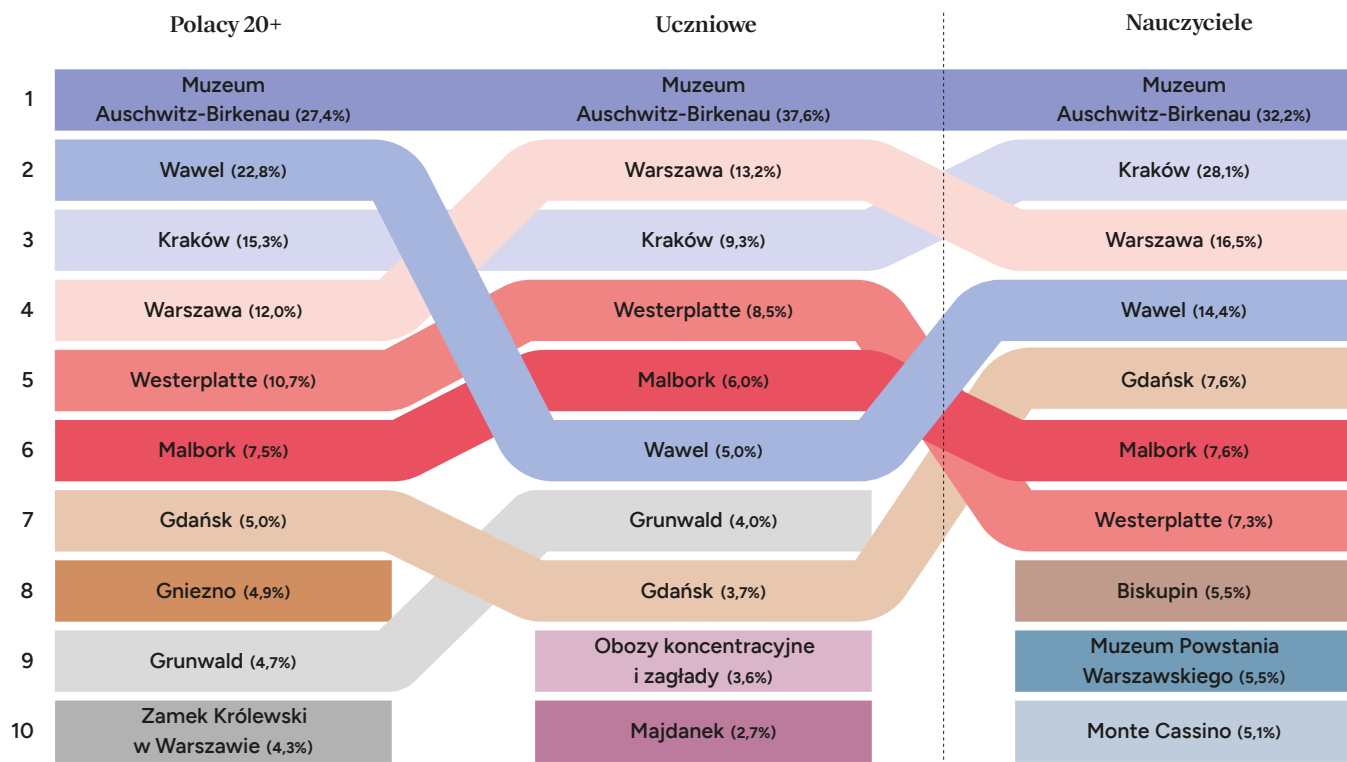 Polacy 20+
Uczniowe
Nauczyciele
1
Muzeum
Auschwitz-Birkenau (27,4%)
Muzeum
Auschwitz-Birkenau (37,6%)
Muzeum
Auschwitz-Birkenau (32,2%)
2
Wawel (22,8%)
Warszawa (13,2%)
Kraków (28,1%)
3
Kraków (15,3%)
Kraków (9,3%)
Warszawa (16,5%)
4
Warszawa (12,0%)
Westerplatte (8,5%)
Wawel (14,4%)
5
Westerplatte (10,7%)
Malbork (6,0%)
Gdańsk (7,6%)
6
Malbork (7,5%)
Wawel (5,0%)
Malbork (7,6%)
7
Gdańsk (5,0%)
Grunwald (4,0%)
Westerplatte (7,3%)
8
Gniezno (4,9%)
Gdańsk (3,7%)
Biskupin (5,5%)
9
Grunwald (4,7%)
Obozy koncentracyjne
i zagłady (3,6%)
Muzeum Powstania
Warszawskiego (5,5%)
10
Zamek Królewski
w Warszawie (4,3%)
Majdanek (2,7%)
Monte Cassino (5,1%)